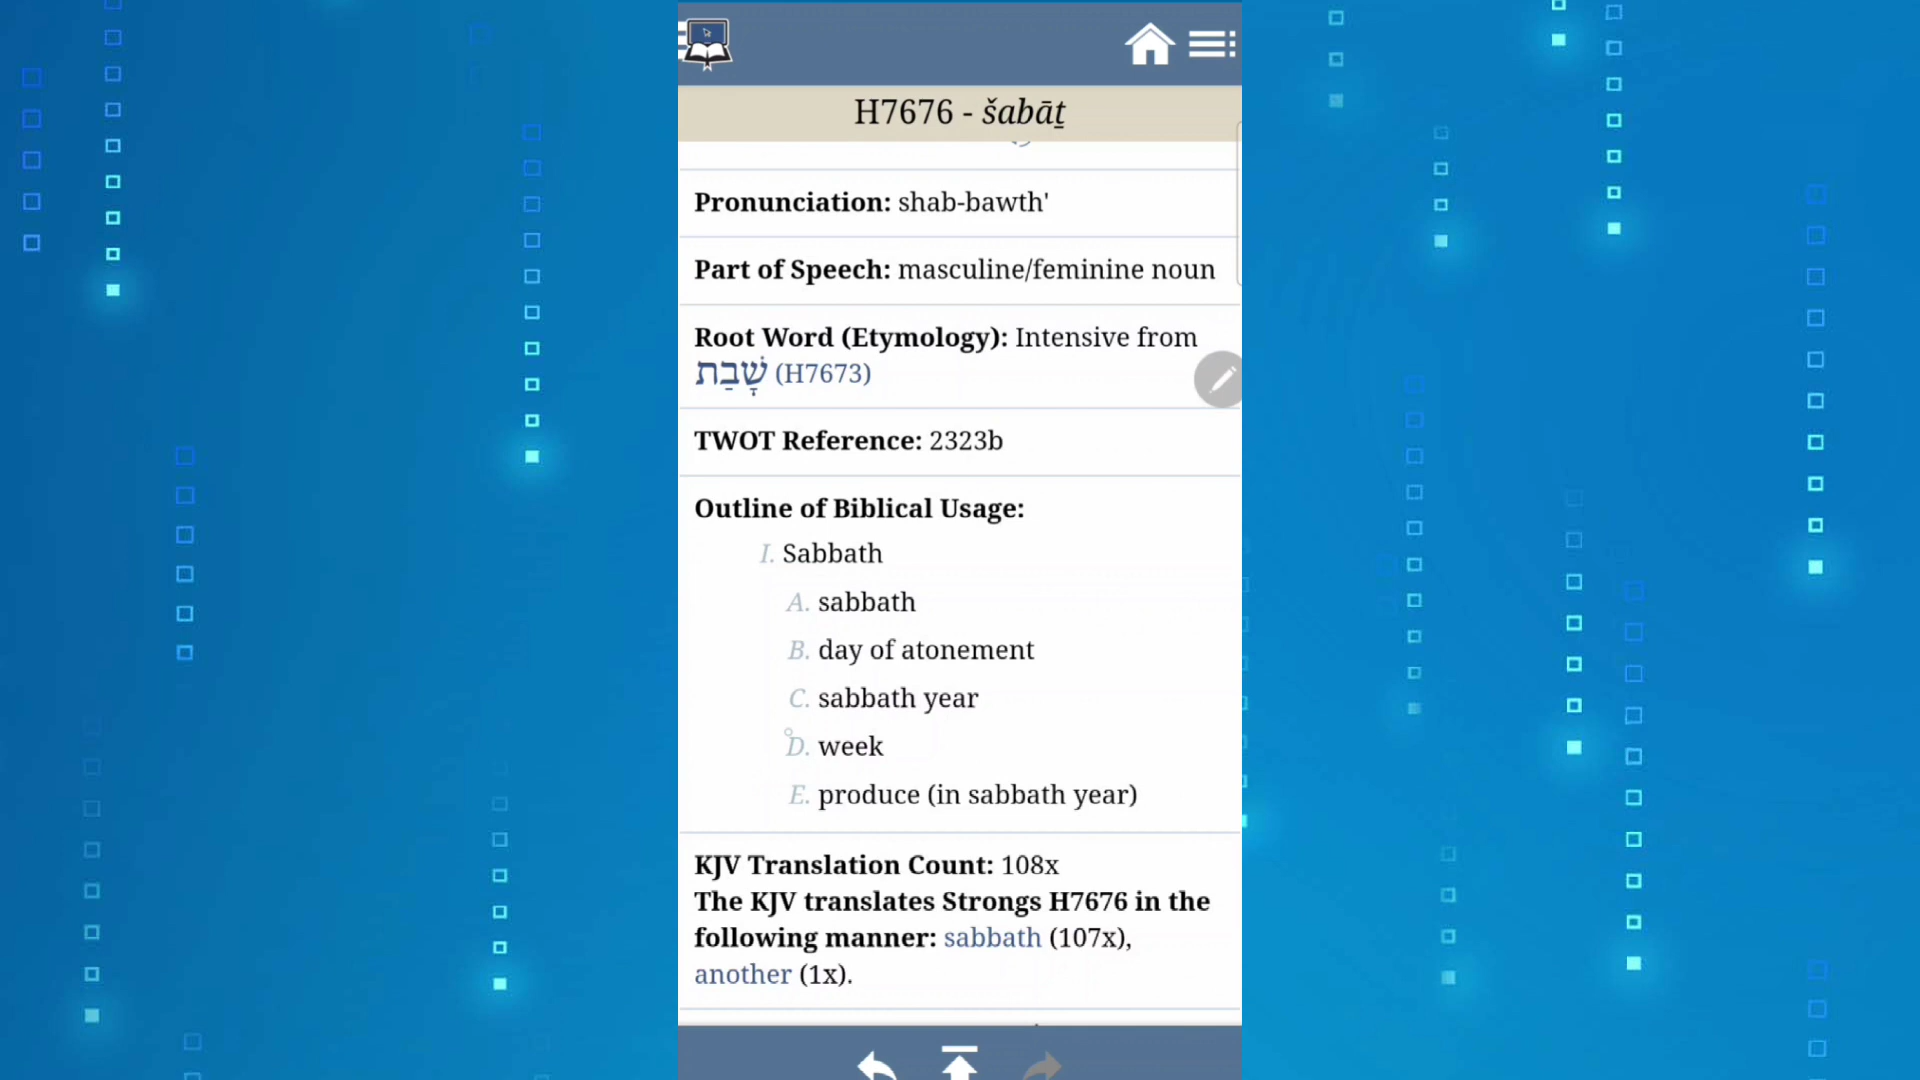 H7676 - šabāṯ
Pronunciation: shab-bawth'
Part of Speech: masculine/feminine noun
Root Word (Etymology): Intensive from
שָׁבַת (H7673)
TWOT Reference: 2323b
Outline of Biblical Usage:
I. Sabbath
A. sabbath
B. day of atonement
C. sabbath year
D. week
E. produce (in sabbath year)
KJV Translation Count: 108x
The KJV translates Strongs H7676 in the
following manner: sabbath (107x),
another (1x).